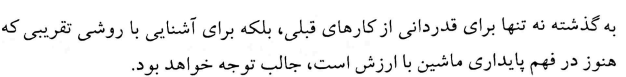 به گذشته نه تنها برای قدردانی از کارهای قبلی، بلکه برای آشنایی با روشی تقریبی که
هنوز در فهم پایداری ماشین با ارزش است، جالب توجه خواهد بود.